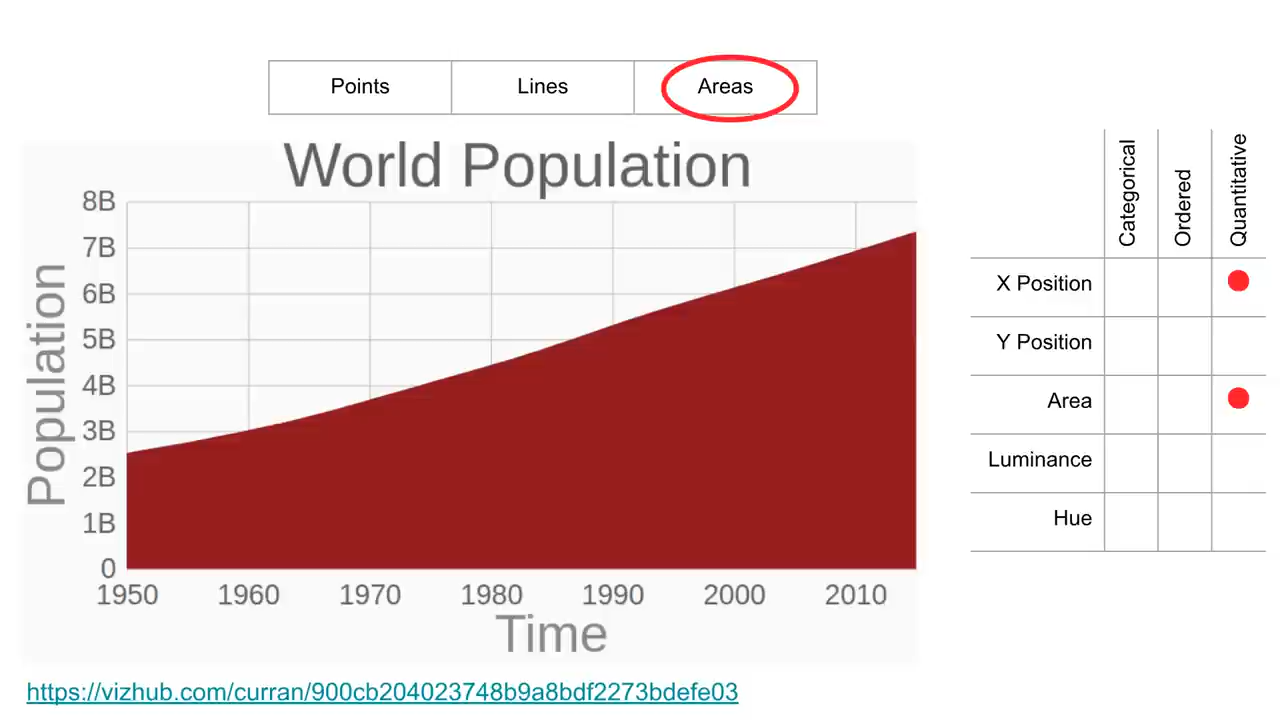 Points Lines Areas
World Population
8B
7B
6B
5B
4B
3B
2B
1B
0
Population
1950 1960 1970 1980 1990 2000 2010
Time
Categorical Ordered Quantitative
X Position
Y Position
Area
Luminance
Hue
https://vizhub.com/curran/900cb204023748b9a8bdf2273bdefe03